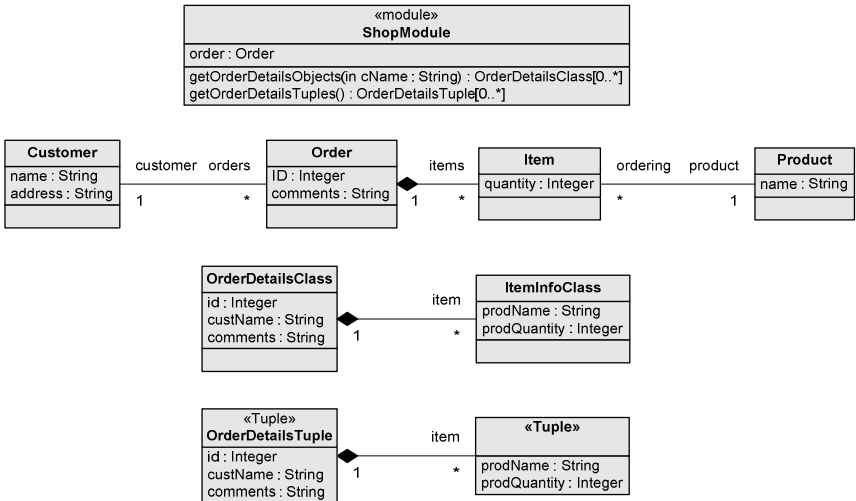 «module»
ShopModule
order : Order
getOrderDetailsObjects(in cName : String) : OrderDetailsClass[0..*]
getOrderDetailsTuples() : OrderDetailsTuple[0..*]
Customer
name : String
address : String
customer orders
1 *
Order
ID : Integer
comments : String
items
1 *
Item
quantity : Integer
ordering product
* 1
Product
name : String
OrderDetailsClass
id : Integer
custName : String
comments : String
item
1 *
ItemInfoClass
prodName : String
prodQuantity : Integer
«Tuple»
OrderDetailsTuple
id : Integer
custName : String
comments : String
item
1 *
«Tuple»
prodName : String
prodQuantity : Integer